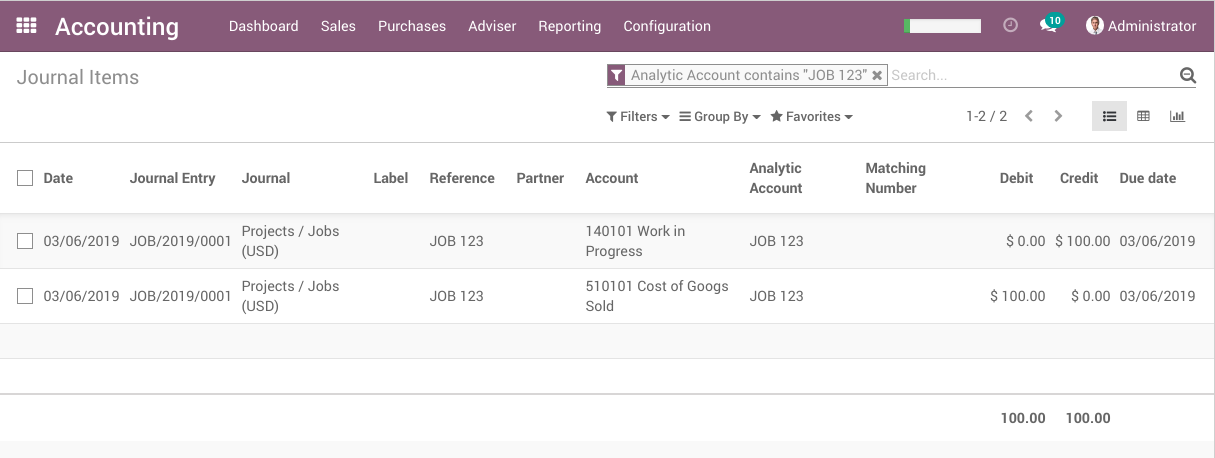 Accounting Dashboard Sales Purchases Adviser Reporting Configuration 10 Administrator
Journal Items Analytic Account contains "JOB 123" Search...
Filters Group By Favorites 1-2 / 2
Date Journal Entry Journal Label Reference Partner Account Analytic Account Matching Number Debit Credit Due date
03/06/2019 JOB/2019/0001 Projects / Jobs (USD) JOB 123 140101 Work in Progress JOB 123 $ 0.00 $ 100.00 03/06/2019
03/06/2019 JOB/2019/0001 Projects / Jobs (USD) JOB 123 510101 Cost of Googs Sold JOB 123 $ 100.00 $ 0.00 03/06/2019
100.00 100.00